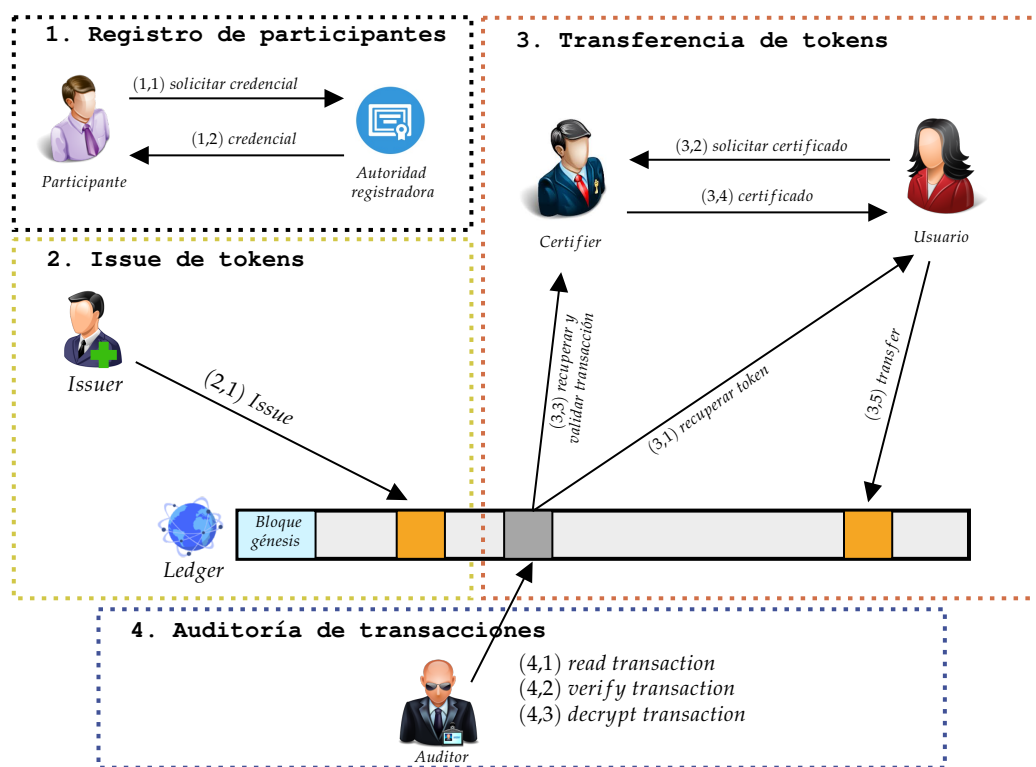 1. Registro de participantes
(1,1) solicitar credencial
(1,2) credencial
Participante
Autoridad
registradora
2. Issue de tokens
Issuer
(2,1) Issue
3. Transferencia de tokens
(3,2) solicitar certificado
(3,4) certificado
Certifier
Usuario
(3,3) recuperar y
validar transacción
(3,1) recuperar token
(3,5) transfer
Bloque
génesis
Ledger
4. Auditoría de transacciones
(4,1) read transaction
(4,2) verify transaction
(4,3) decrypt transaction
Auditor